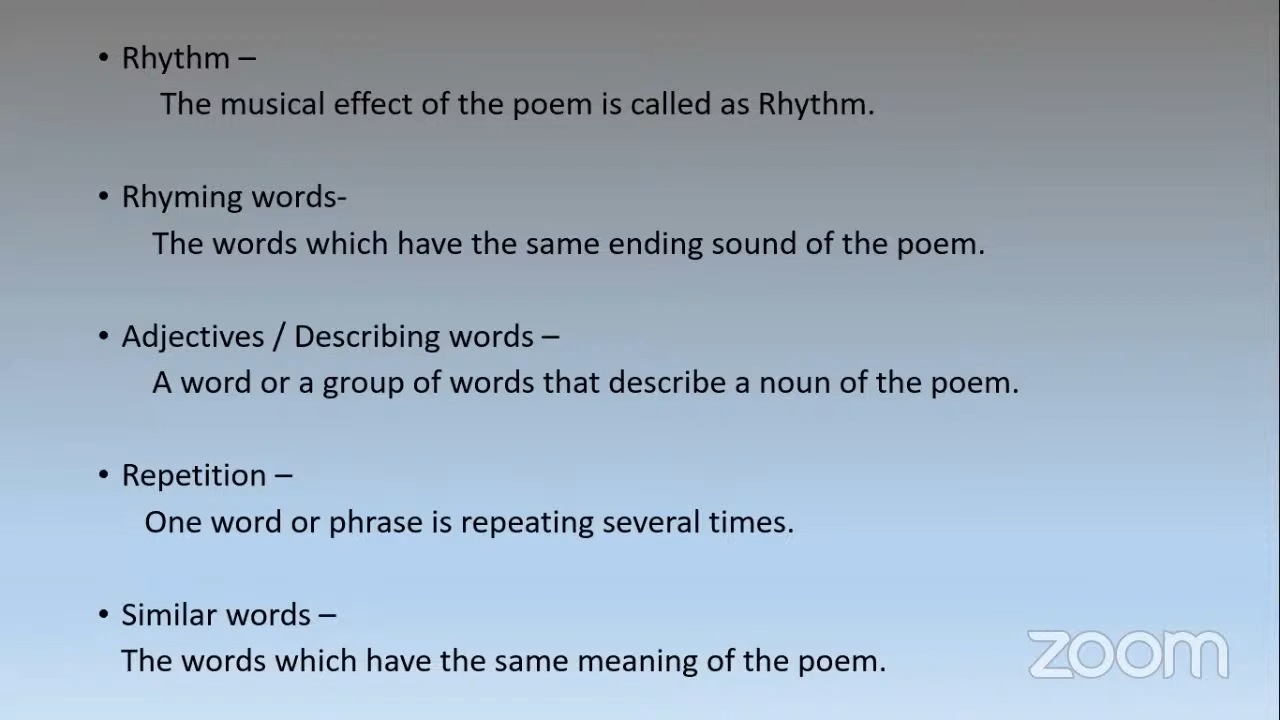 • Rhythm –
The musical effect of the poem is called as Rhythm.
• Rhyming words-
The words which have the same ending sound of the poem.
• Adjectives / Describing words –
A word or a group of words that describe a noun of the poem.
• Repetition –
One word or phrase is repeating several times.
• Similar words –
The words which have the same meaning of the poem.
zoom